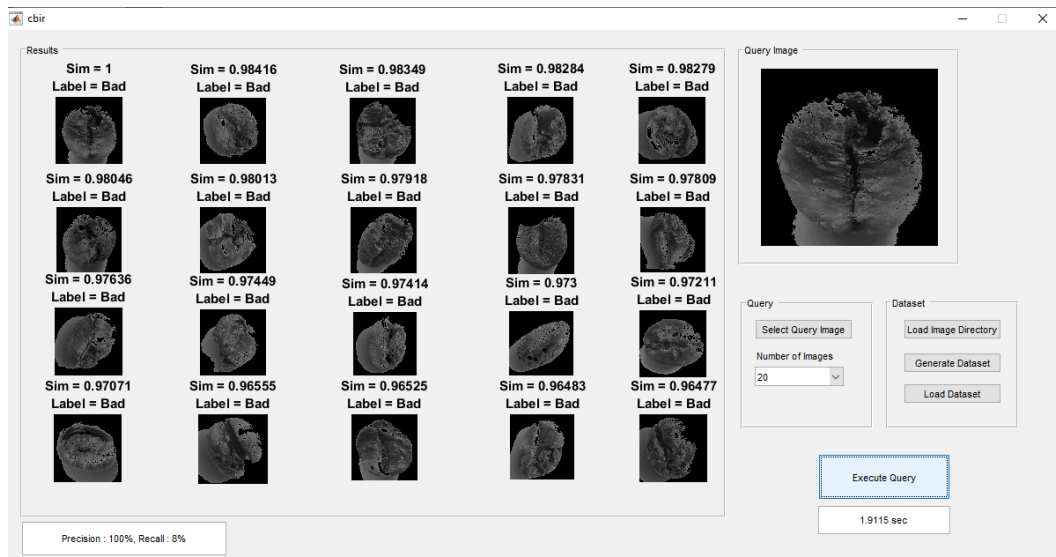 cbir
Results
Sim = 1 Sim = 0.98416 Sim = 0.98349 Sim = 0.98284 Sim = 0.98279
Label = Bad Label = Bad Label = Bad Label = Bad Label = Bad
Sim = 0.98046 Sim = 0.98013 Sim = 0.97918 Sim = 0.97831 Sim = 0.97809
Label = Bad Label = Bad Label = Bad Label = Bad Label = Bad
Sim = 0.97636 Sim = 0.97449 Sim = 0.97414 Sim = 0.973 Sim = 0.97211
Label = Bad Label = Bad Label = Bad Label = Bad Label = Bad
Sim = 0.97071 Sim = 0.96555 Sim = 0.96525 Sim = 0.96483 Sim = 0.96477
Label = Bad Label = Bad Label = Bad Label = Bad Label = Bad
Precision : 100%, Recall : 8%
Query Image
Query
Select Query Image
Number of Images
20
Dataset
Load Image Directory
Generate Dataset
Load Dataset
Execute Query
1.9115 sec